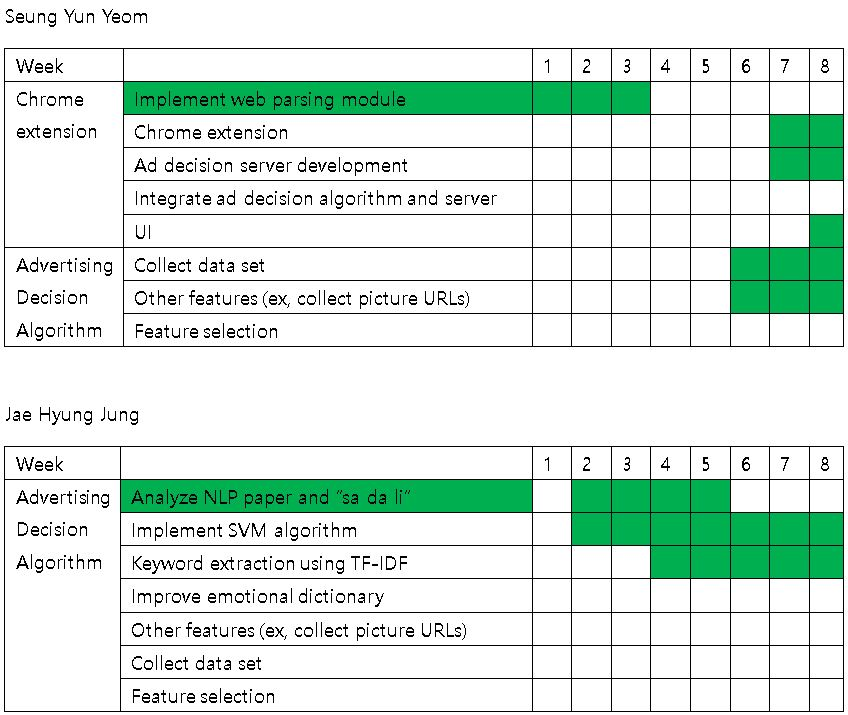 Seung Yun Yeom
Week 1 2 3 4 5 6 7 8
Chrome Implement web parsing module
extension Chrome extension
Ad decision server development
Integrate ad decision algorithm and server
UI
Advertising Collect data set
Decision Other features (ex, collect picture URLs)
Algorithm Feature selection
Jae Hyung Jung
Week 1 2 3 4 5 6 7 8
Advertising Analyze NLP paper and “sa da li”
Decision Implement SVM algorithm
Algorithm Keyword extraction using TF-IDF
Improve emotional dictionary
Other features (ex, collect picture URLs)
Collect data set
Feature selection